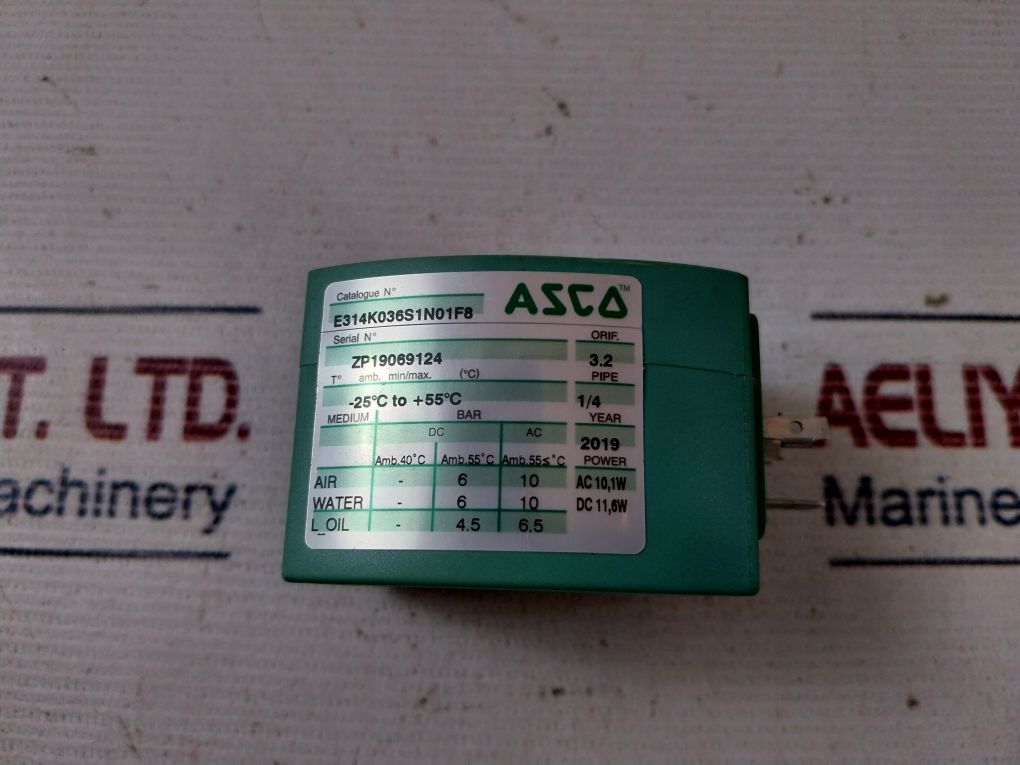 Catalogue N°
ASCO™
E314K036S1N01F8
Serial N°
ORIF.
ZP19069124
3.2
T° amb. min/max. (°C)
PIPE
-25°C to +55°C
1/4
MEDIUM BAR
YEAR
DC AC
2019
Amb.40°C Amb.55°C Amb.55≤°C
POWER
AIR - 6 10
AC 10,1W
WATER - 6 10
DC 11,6W
L_OIL - 4.5 6.5
T. LTD.
achinery
AELIY
Marine